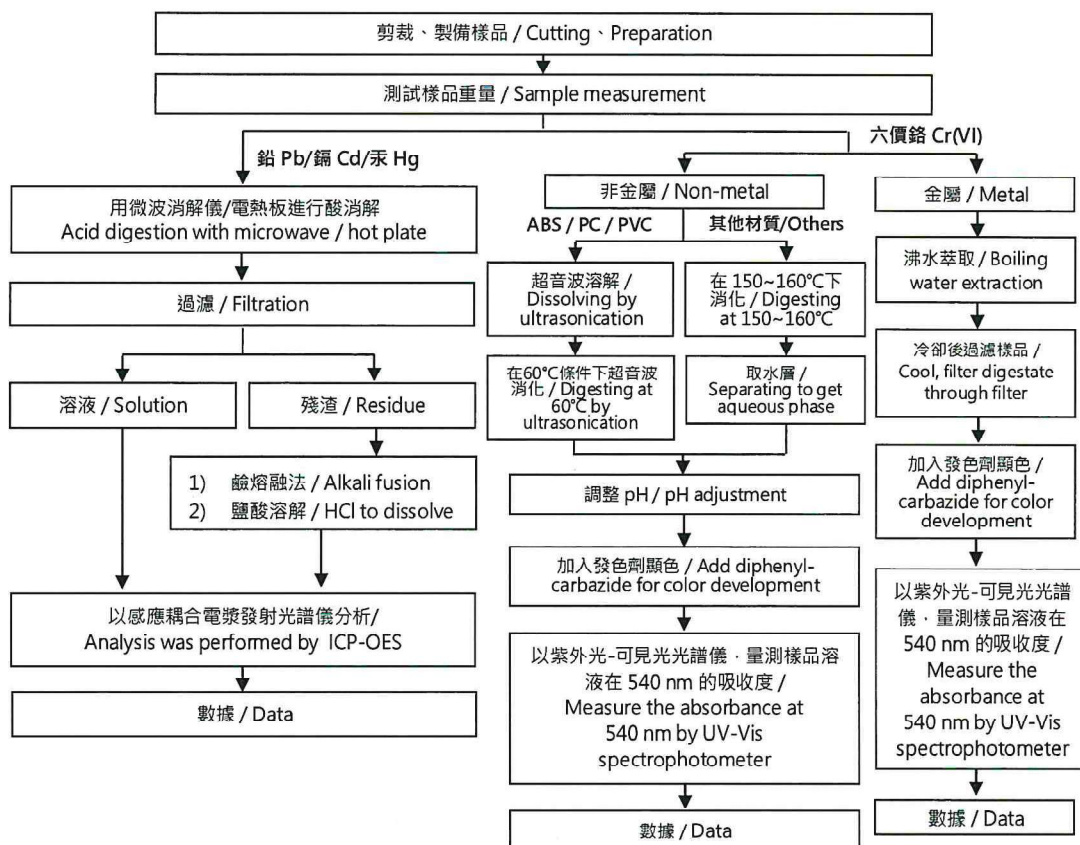 剪裁、製備樣品 / Cutting、Preparation
測試樣品重量 / Sample measurement
鉛 Pb/鎘 Cd/汞 Hg
六價鉻 Cr(VI)
用微波消解儀/電熱板進行酸消解
Acid digestion with microwave / hot plate
過濾 / Filtration
溶液 / Solution
殘渣 / Residue
1) 鹼熔融法 / Alkali fusion
2) 鹽酸溶解 / HCl to dissolve
以感應耦合電漿發射光譜儀分析/
Analysis was performed by ICP-OES
數據 / Data
非金屬 / Non-metal
ABS / PC / PVC
其他材質/Others
超音波溶解 /
Dissolving by
ultrasonication
在60°C條件下超音波
消化 / Digesting at
60°C by
ultrasonication
在 150~160°C下
消化 / Digesting
at 150~160°C
取水層 /
Separating to get
aqueous phase
調整 pH / pH adjustment
加入發色劑顯色 / Add diphenyl-
carbazide for color development
以紫外光-可見光光譜儀，量測樣品溶
液在 540 nm 的吸收度 /
Measure the absorbance at
540 nm by UV-Vis
spectrophotometer
數據 / Data
金屬 / Metal
沸水萃取 / Boiling
water extraction
冷卻後過濾樣品 /
Cool, filter digestate
through filter
加入發色劑顯色 /
Add diphenyl-
carbazide for color
development
以紫外光-可見光光譜
儀，量測樣品溶液在
540 nm 的吸收度 /
Measure the
absorbance at
540 nm by UV-Vis
spectrophotometer
數據 / Data